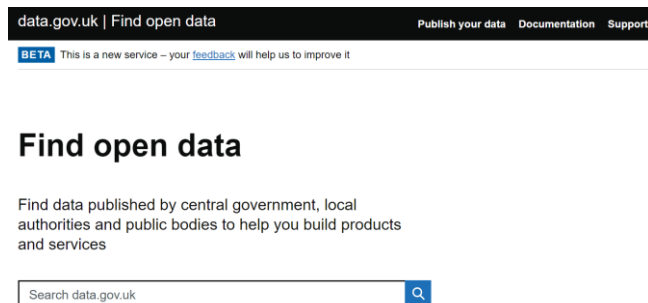 data.gov.uk | Find open data
Publish your data Documentation Support
BETA This is a new service – your feedback will help us to improve it
Find open data
Find data published by central government, local
authorities and public bodies to help you build products
and services
Search data.gov.uk